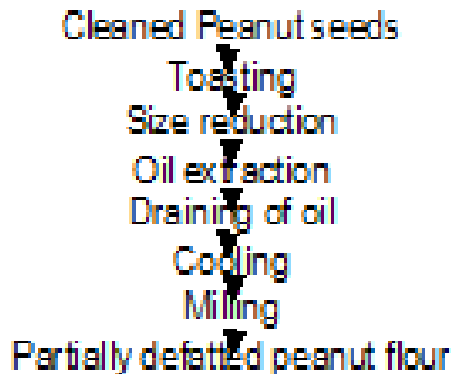 Cleaned Peanut seeds
Toasting
Size reduction
Oil extraction
Draining of oil
Cooling
Milling
Partially defatted peanut flour